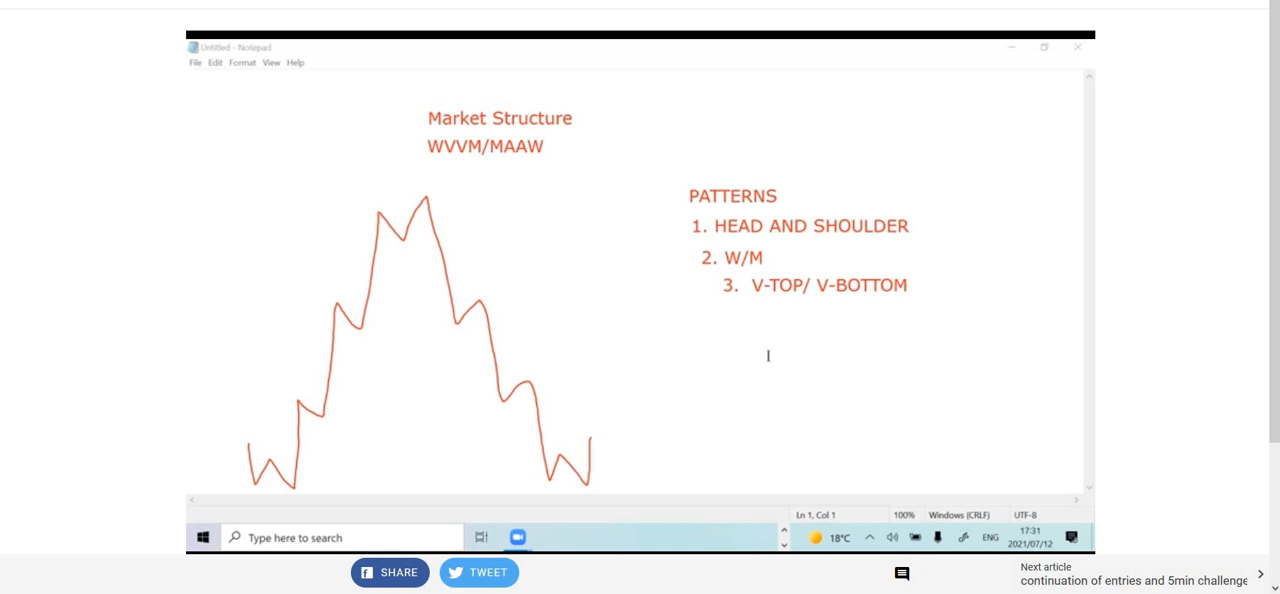 Untitled - Notepad
File Edit Format View Help
Market Structure
WVVM/MAAW
PATTERNS
1. HEAD AND SHOULDER
2. W/M
3. V-TOP/ V-BOTTOM
Ln 1, Col 1 100% Windows (CRLF) UTF-8
Type here to search
18°C ENG
17:31
2021/07/12
SHARE TWEET
Next article
continuation of entries and 5min challenge